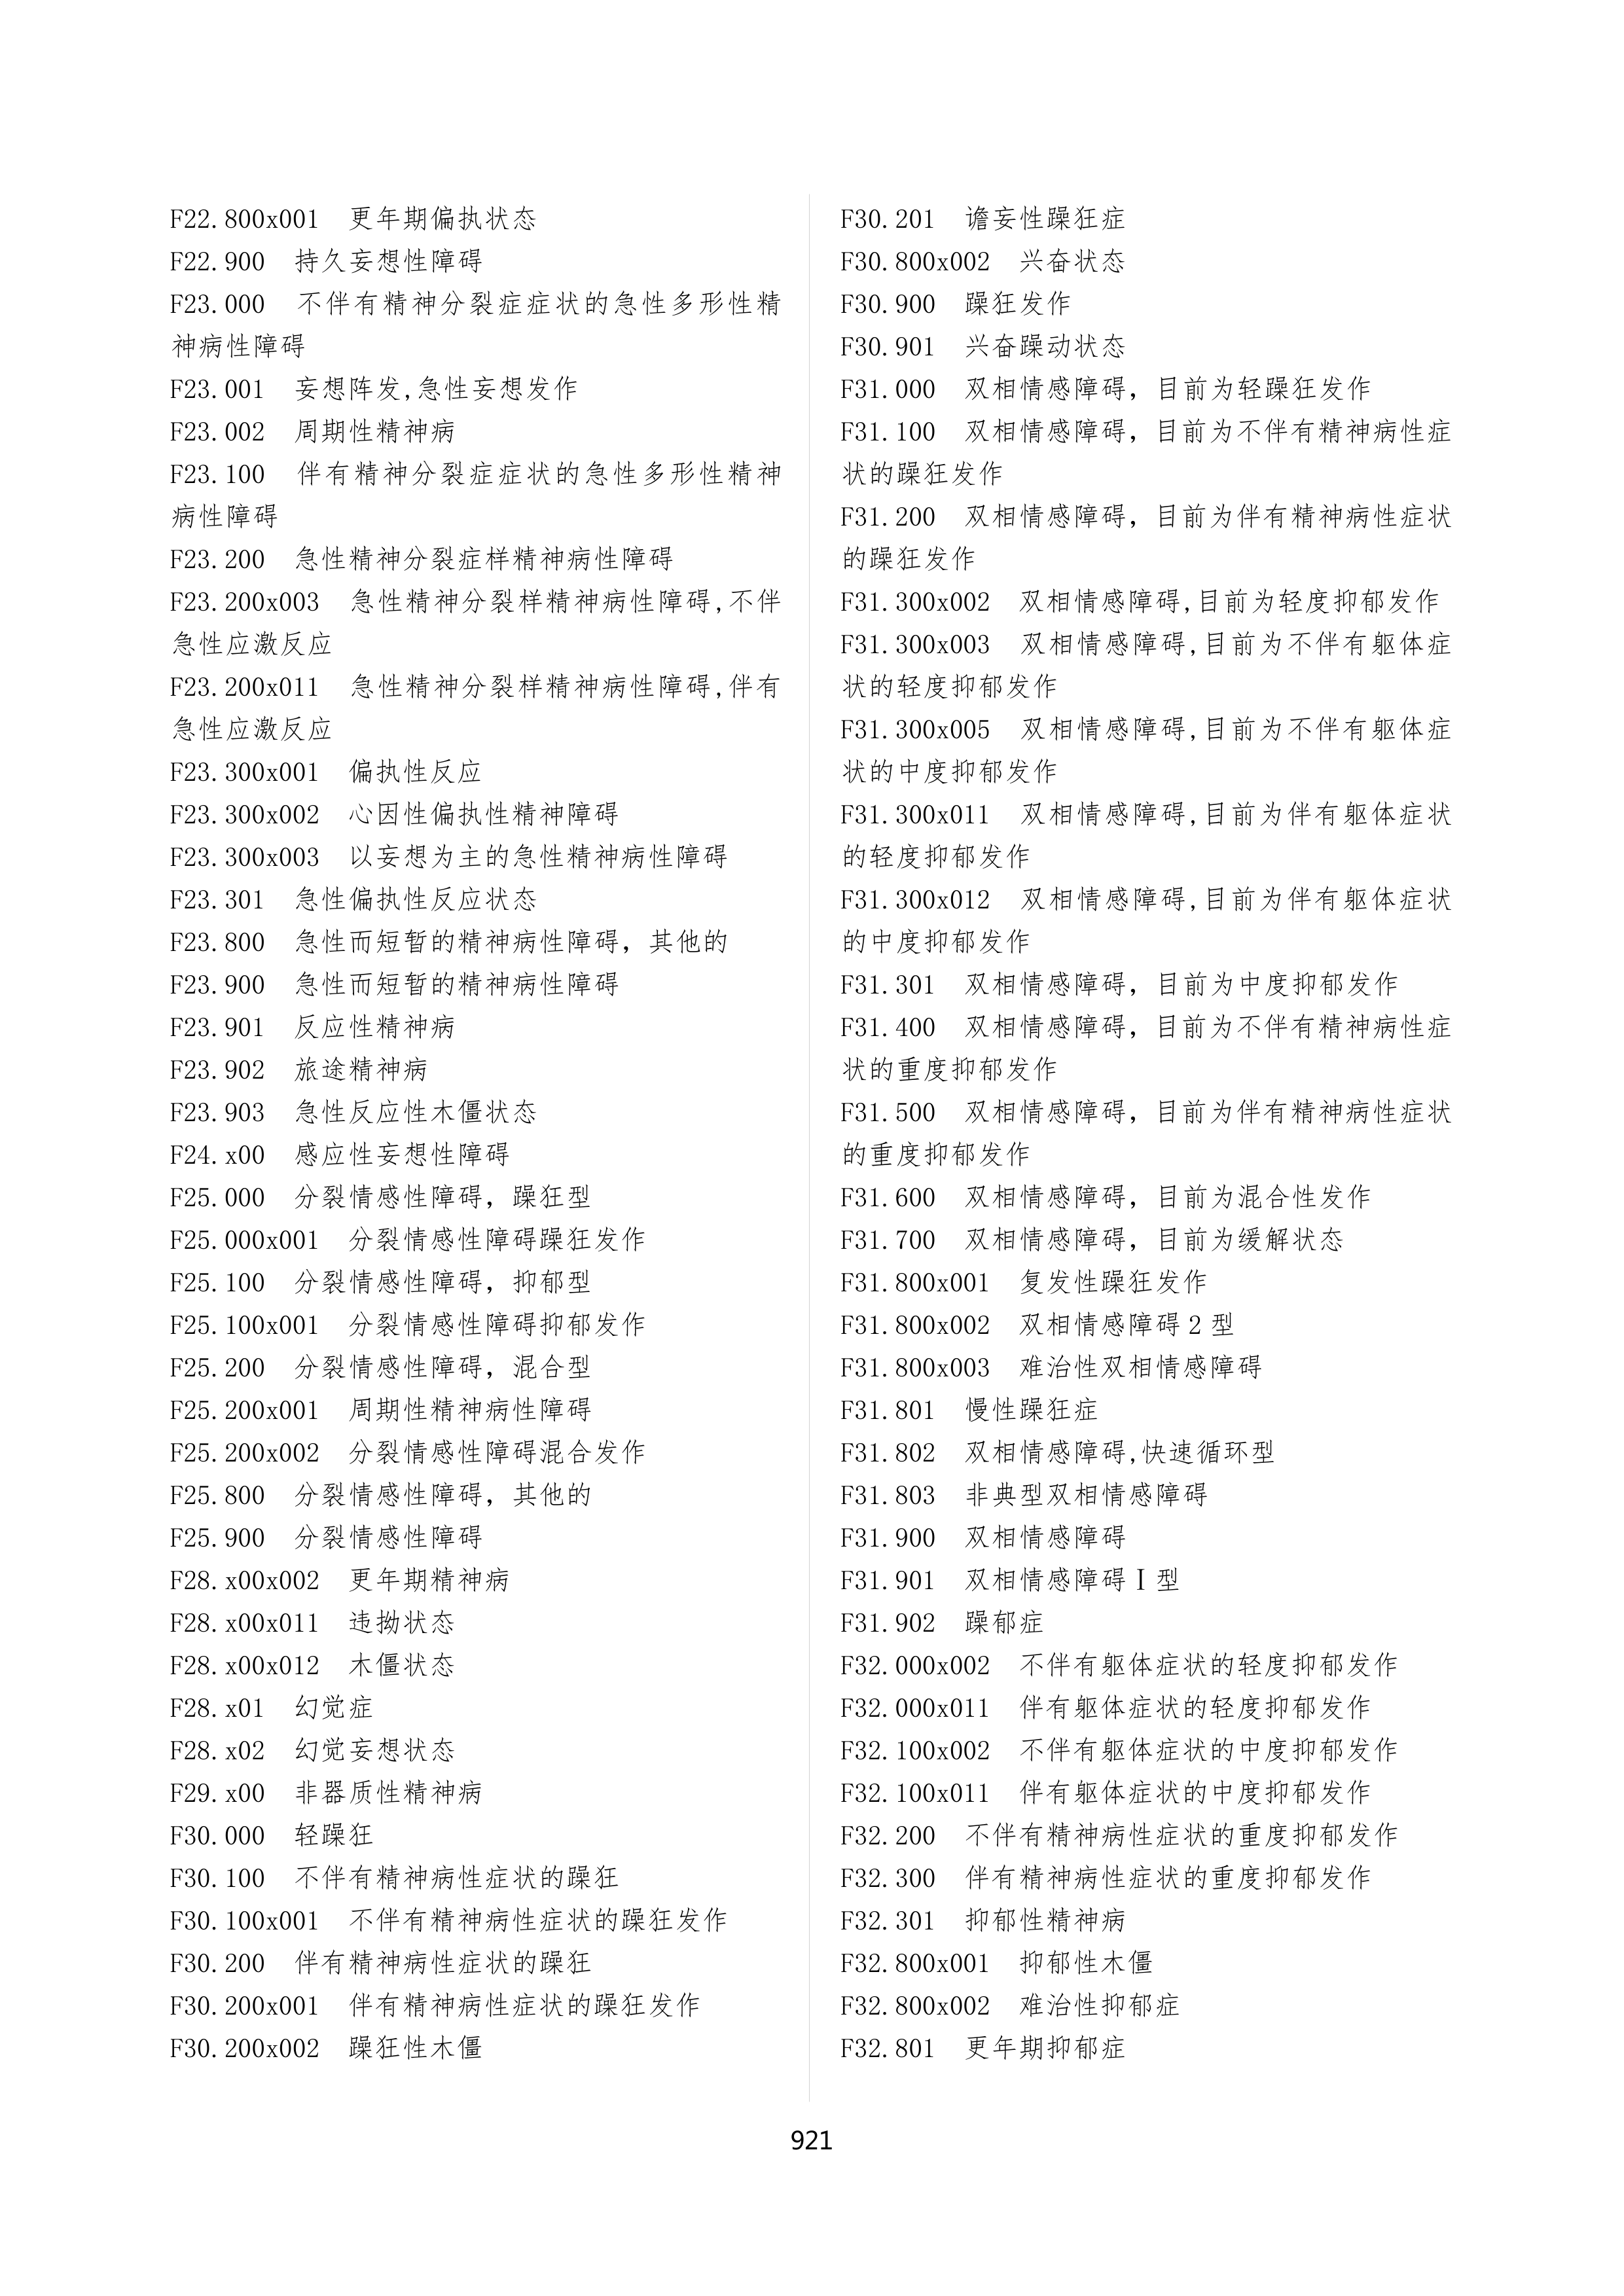 F22.800x001　更年期偏执状态
F22.900　持久妄想性障碍
F23.000　不伴有精神分裂症症状的急性多形性精
神病性障碍
F23.001　妄想阵发,急性妄想发作
F23.002　周期性精神病
F23.100　伴有精神分裂症症状的急性多形性精神
病性障碍
F23.200　急性精神分裂症样精神病性障碍
F23.200x003　急性精神分裂样精神病性障碍,不伴
急性应激反应
F23.200x011　急性精神分裂样精神病性障碍,伴有
急性应激反应
F23.300x001　偏执性反应
F23.300x002　心因性偏执性精神障碍
F23.300x003　以妄想为主的急性精神病性障碍
F23.301　急性偏执性反应状态
F23.800　急性而短暂的精神病性障碍，其他的
F23.900　急性而短暂的精神病性障碍
F23.901　反应性精神病
F23.902　旅途精神病
F23.903　急性反应性木僵状态
F24.x00　感应性妄想性障碍
F25.000　分裂情感性障碍，躁狂型
F25.000x001　分裂情感性障碍躁狂发作
F25.100　分裂情感性障碍，抑郁型
F25.100x001　分裂情感性障碍抑郁发作
F25.200　分裂情感性障碍，混合型
F25.200x001　周期性精神病性障碍
F25.200x002　分裂情感性障碍混合发作
F25.800　分裂情感性障碍，其他的
F25.900　分裂情感性障碍
F28.x00x002　更年期精神病
F28.x00x011　违拗状态
F28.x00x012　木僵状态
F28.x01　幻觉症
F28.x02　幻觉妄想状态
F29.x00　非器质性精神病
F30.000　轻躁狂
F30.100　不伴有精神病性症状的躁狂
F30.100x001　不伴有精神病性症状的躁狂发作
F30.200　伴有精神病性症状的躁狂
F30.200x001　伴有精神病性症状的躁狂发作
F30.200x002　躁狂性木僵
F30.201　谵妄性躁狂症
F30.800x002　兴奋状态
F30.900　躁狂发作
F30.901　兴奋躁动状态
F31.000　双相情感障碍，目前为轻躁狂发作
F31.100　双相情感障碍，目前为不伴有精神病性症
状的躁狂发作
F31.200　双相情感障碍，目前为伴有精神病性症状
的躁狂发作
F31.300x002　双相情感障碍,目前为轻度抑郁发作
F31.300x003　双相情感障碍,目前为不伴有躯体症
状的轻度抑郁发作
F31.300x005　双相情感障碍,目前为不伴有躯体症
状的中度抑郁发作
F31.300x011　双相情感障碍,目前为伴有躯体症状
的轻度抑郁发作
F31.300x012　双相情感障碍,目前为伴有躯体症状
的中度抑郁发作
F31.301　双相情感障碍，目前为中度抑郁发作
F31.400　双相情感障碍，目前为不伴有精神病性症
状的重度抑郁发作
F31.500　双相情感障碍，目前为伴有精神病性症状
的重度抑郁发作
F31.600　双相情感障碍，目前为混合性发作
F31.700　双相情感障碍，目前为缓解状态
F31.800x001　复发性躁狂发作
F31.800x002　双相情感障碍2型
F31.800x003　难治性双相情感障碍
F31.801　慢性躁狂症
F31.802　双相情感障碍,快速循环型
F31.803　非典型双相情感障碍
F31.900　双相情感障碍
F31.901　双相情感障碍Ⅰ型
F31.902　躁郁症
F32.000x002　不伴有躯体症状的轻度抑郁发作
F32.000x011　伴有躯体症状的轻度抑郁发作
F32.100x002　不伴有躯体症状的中度抑郁发作
F32.100x011　伴有躯体症状的中度抑郁发作
F32.200　不伴有精神病性症状的重度抑郁发作
F32.300　伴有精神病性症状的重度抑郁发作
F32.301　抑郁性精神病
F32.800x001　抑郁性木僵
F32.800x002　难治性抑郁症
F32.801　更年期抑郁症
921